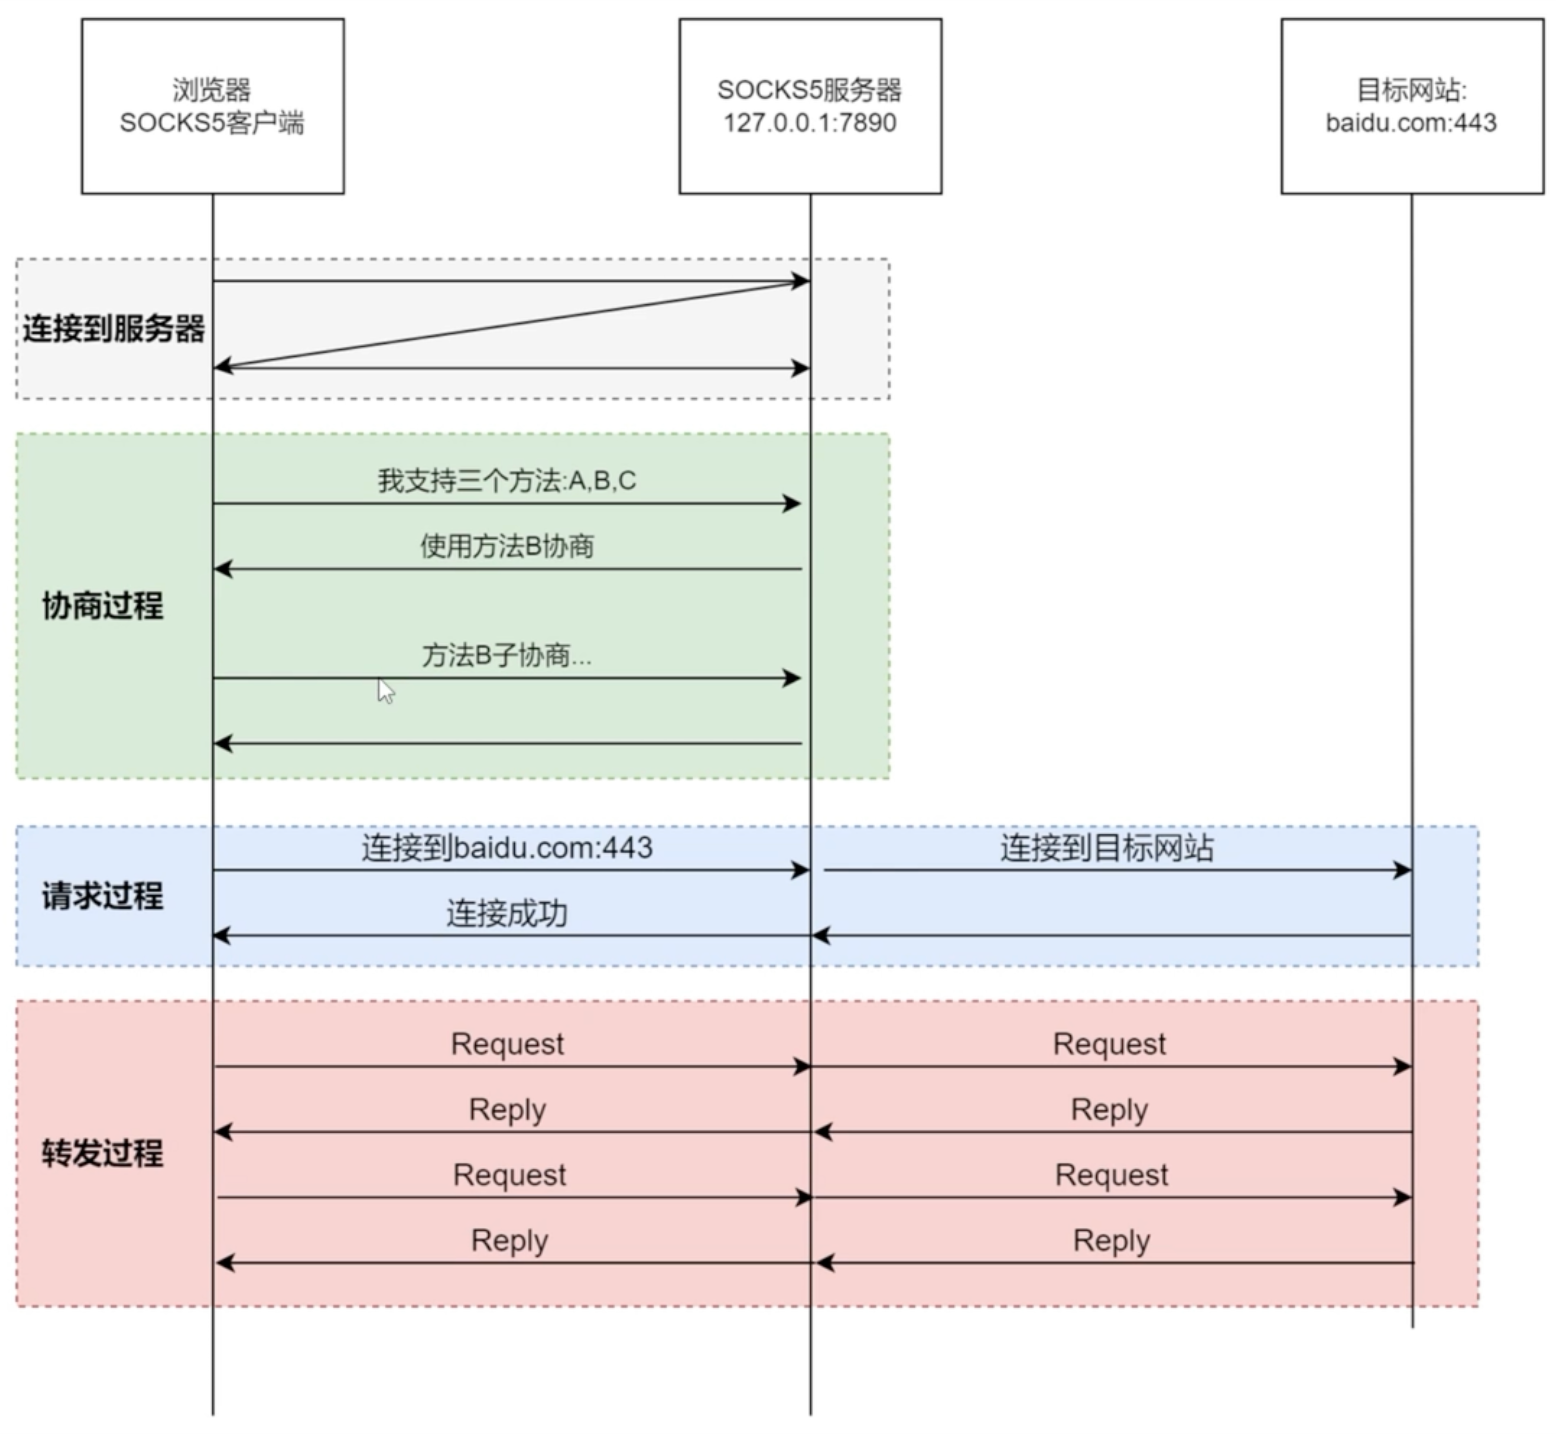 浏览器
SOCKS5客户端
SOCKS5服务器
127.0.0.1:7890
目标网站:
baidu.com:443
连接到服务器
我支持三个方法:A,B,C
使用方法B协商
协商过程
方法B子协商...
连接到baidu.com:443
连接到目标网站
请求过程
连接成功
Request
Request
Reply
Reply
转发过程
Request
Request
Reply
Reply